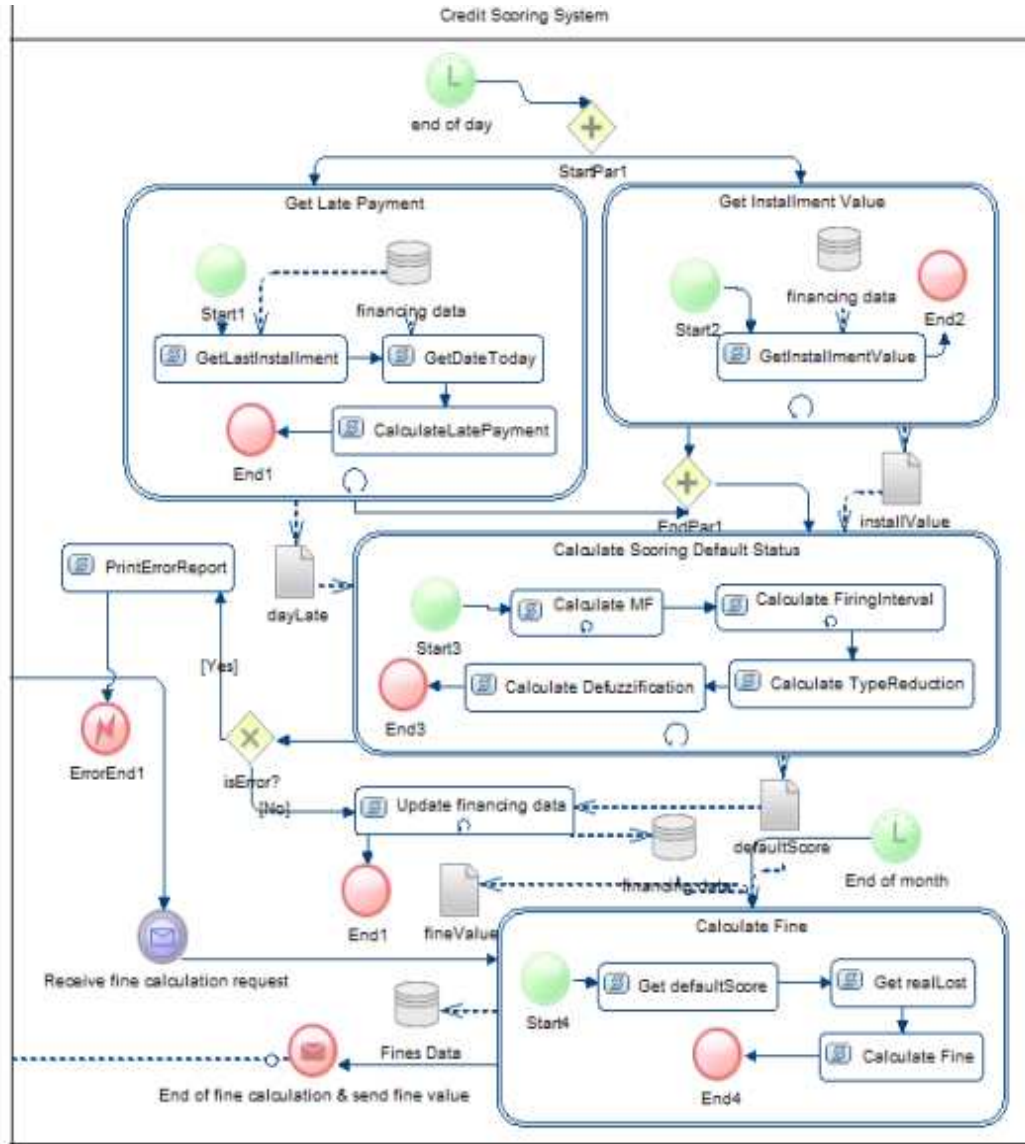 Credit Scoring System
end of day
StartPar1
Get Late Payment
Get Installment Value
Start1
financing data
financing data
Start2
End2
GetLastInstallment
GetDateToday
GetInstallmentValue
CalculateLatePayment
End1
EndPar1
installValue
PrintErrorReport
dayLate
Calculate Scoring Default Status
Calculate MF
Calculate FiringInterval
Start3
[Yes]
Calculate Defuzzification
Calculate TypeReduction
End3
ErrorEnd1
isError?
[No]
Update financing data
defaultScore
End of month
financing data
End1
fineValue
Calculate Fine
Receive fine calculation request
Get defaultScore
Get realLost
Start4
Fines Data
Calculate Fine
End of fine calculation & send fine value
End4